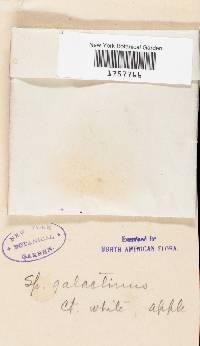 New York Botanical Garden
1757766
NEW YORK
BOTANICAL
GARDEN.
Examined for
NORTH AMERICAN FLORA.
Sp. galactinus
Ct. white apple